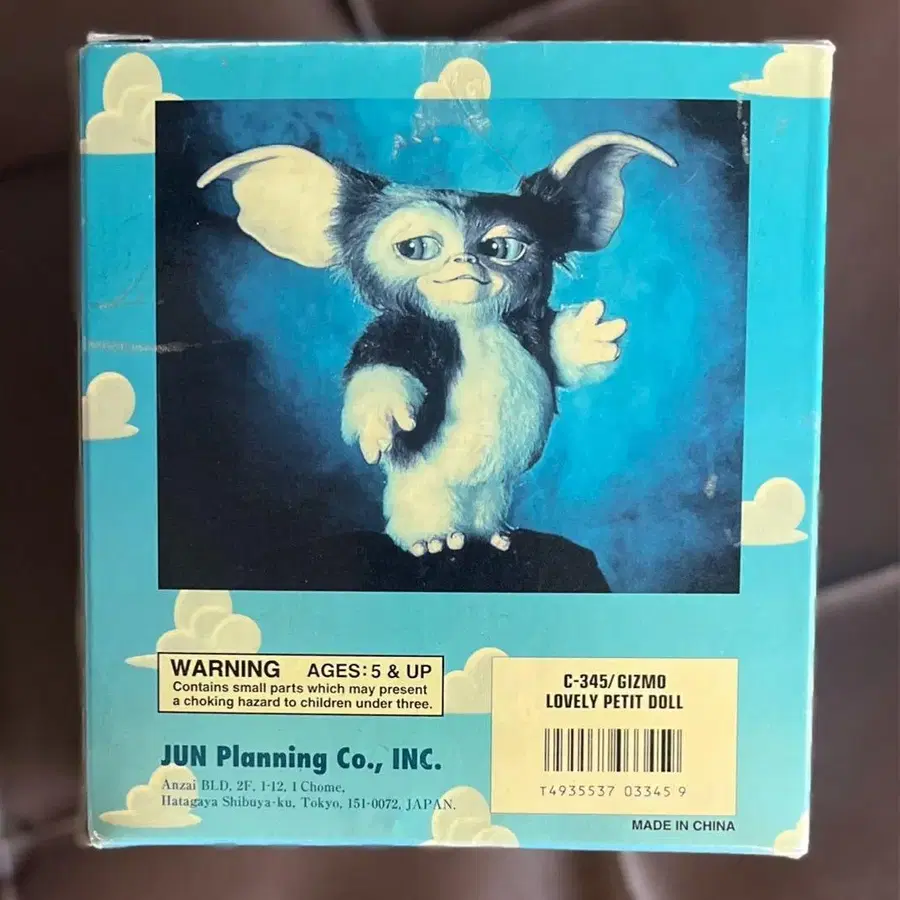 WARNING AGES:5 & UP
Contains small parts which may present
a choking hazard to children under three.
JUN Planning Co., INC.
Anzai BLD. 2F. 1-12, 1 Chome,
Hatagaya Shibuya-ku, Tokyo, 151-0072, JAPAN.
C-345/GIZMO
LOVELY PETIT DOLL
T4935537 03345 9
MADE IN CHINA